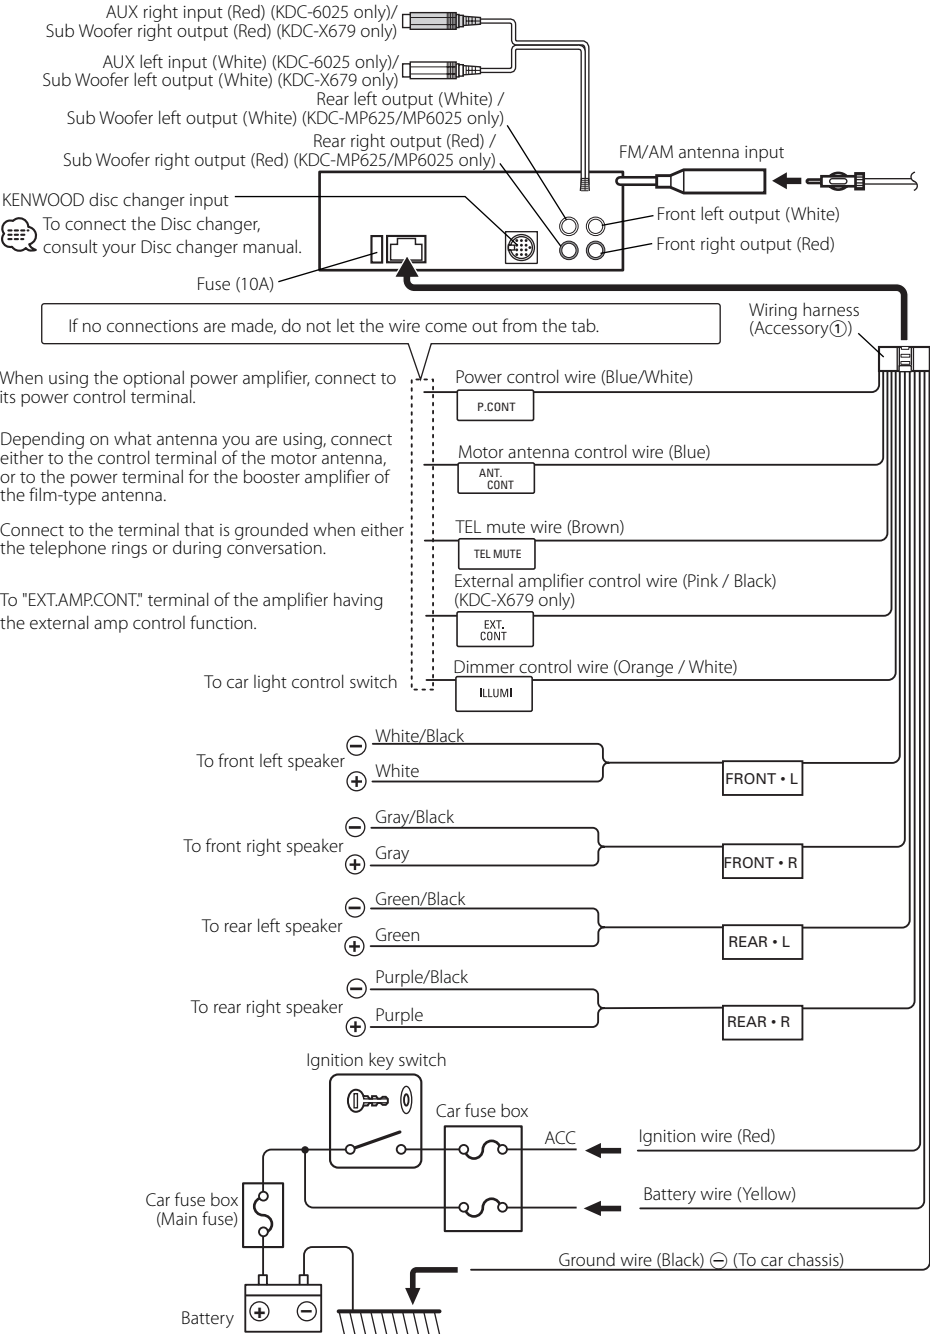 AUX right input (Red) (KDC-6025 only)/
Sub Woofer right output (Red) (KDC-X679 only)
AUX left input (White) (KDC-6025 only)/
Sub Woofer left output (White) (KDC-X679 only)
Rear left output (White) /
Sub Woofer left output (White) (KDC-MP625/MP6025 only)
Rear right output (Red) /
Sub Woofer right output (Red) (KDC-MP625/MP6025 only)
FM/AM antenna input
KENWOOD disc changer input
To connect the Disc changer,
consult your Disc changer manual.
Front left output (White)
Front right output (Red)
Fuse (10A)
Wiring harness
(Accessory①)
If no connections are made, do not let the wire come out from the tab.
When using the optional power amplifier, connect to
its power control terminal.
Power control wire (Blue/White)
P.CONT
Depending on what antenna you are using, connect
either to the control terminal of the motor antenna,
or to the power terminal for the booster amplifier of
the film-type antenna.
Motor antenna control wire (Blue)
ANT.
CONT
Connect to the terminal that is grounded when either
the telephone rings or during conversation.
TEL mute wire (Brown)
TEL MUTE
To "EXT.AMP.CONT." terminal of the amplifier having
the external amp control function.
External amplifier control wire (Pink / Black)
(KDC-X679 only)
EXT.
CONT
To car light control switch
Dimmer control wire (Orange / White)
ILLUMI
To front left speaker
⊖ White/Black
⊕ White
FRONT • L
To front right speaker
⊖ Gray/Black
⊕ Gray
FRONT • R
To rear left speaker
⊖ Green/Black
⊕ Green
REAR • L
To rear right speaker
⊖ Purple/Black
⊕ Purple
REAR • R
Ignition key switch
Car fuse box
ACC
Ignition wire (Red)
Car fuse box
(Main fuse)
Battery wire (Yellow)
Ground wire (Black) ⊖ (To car chassis)
Battery
⊕ ⊖